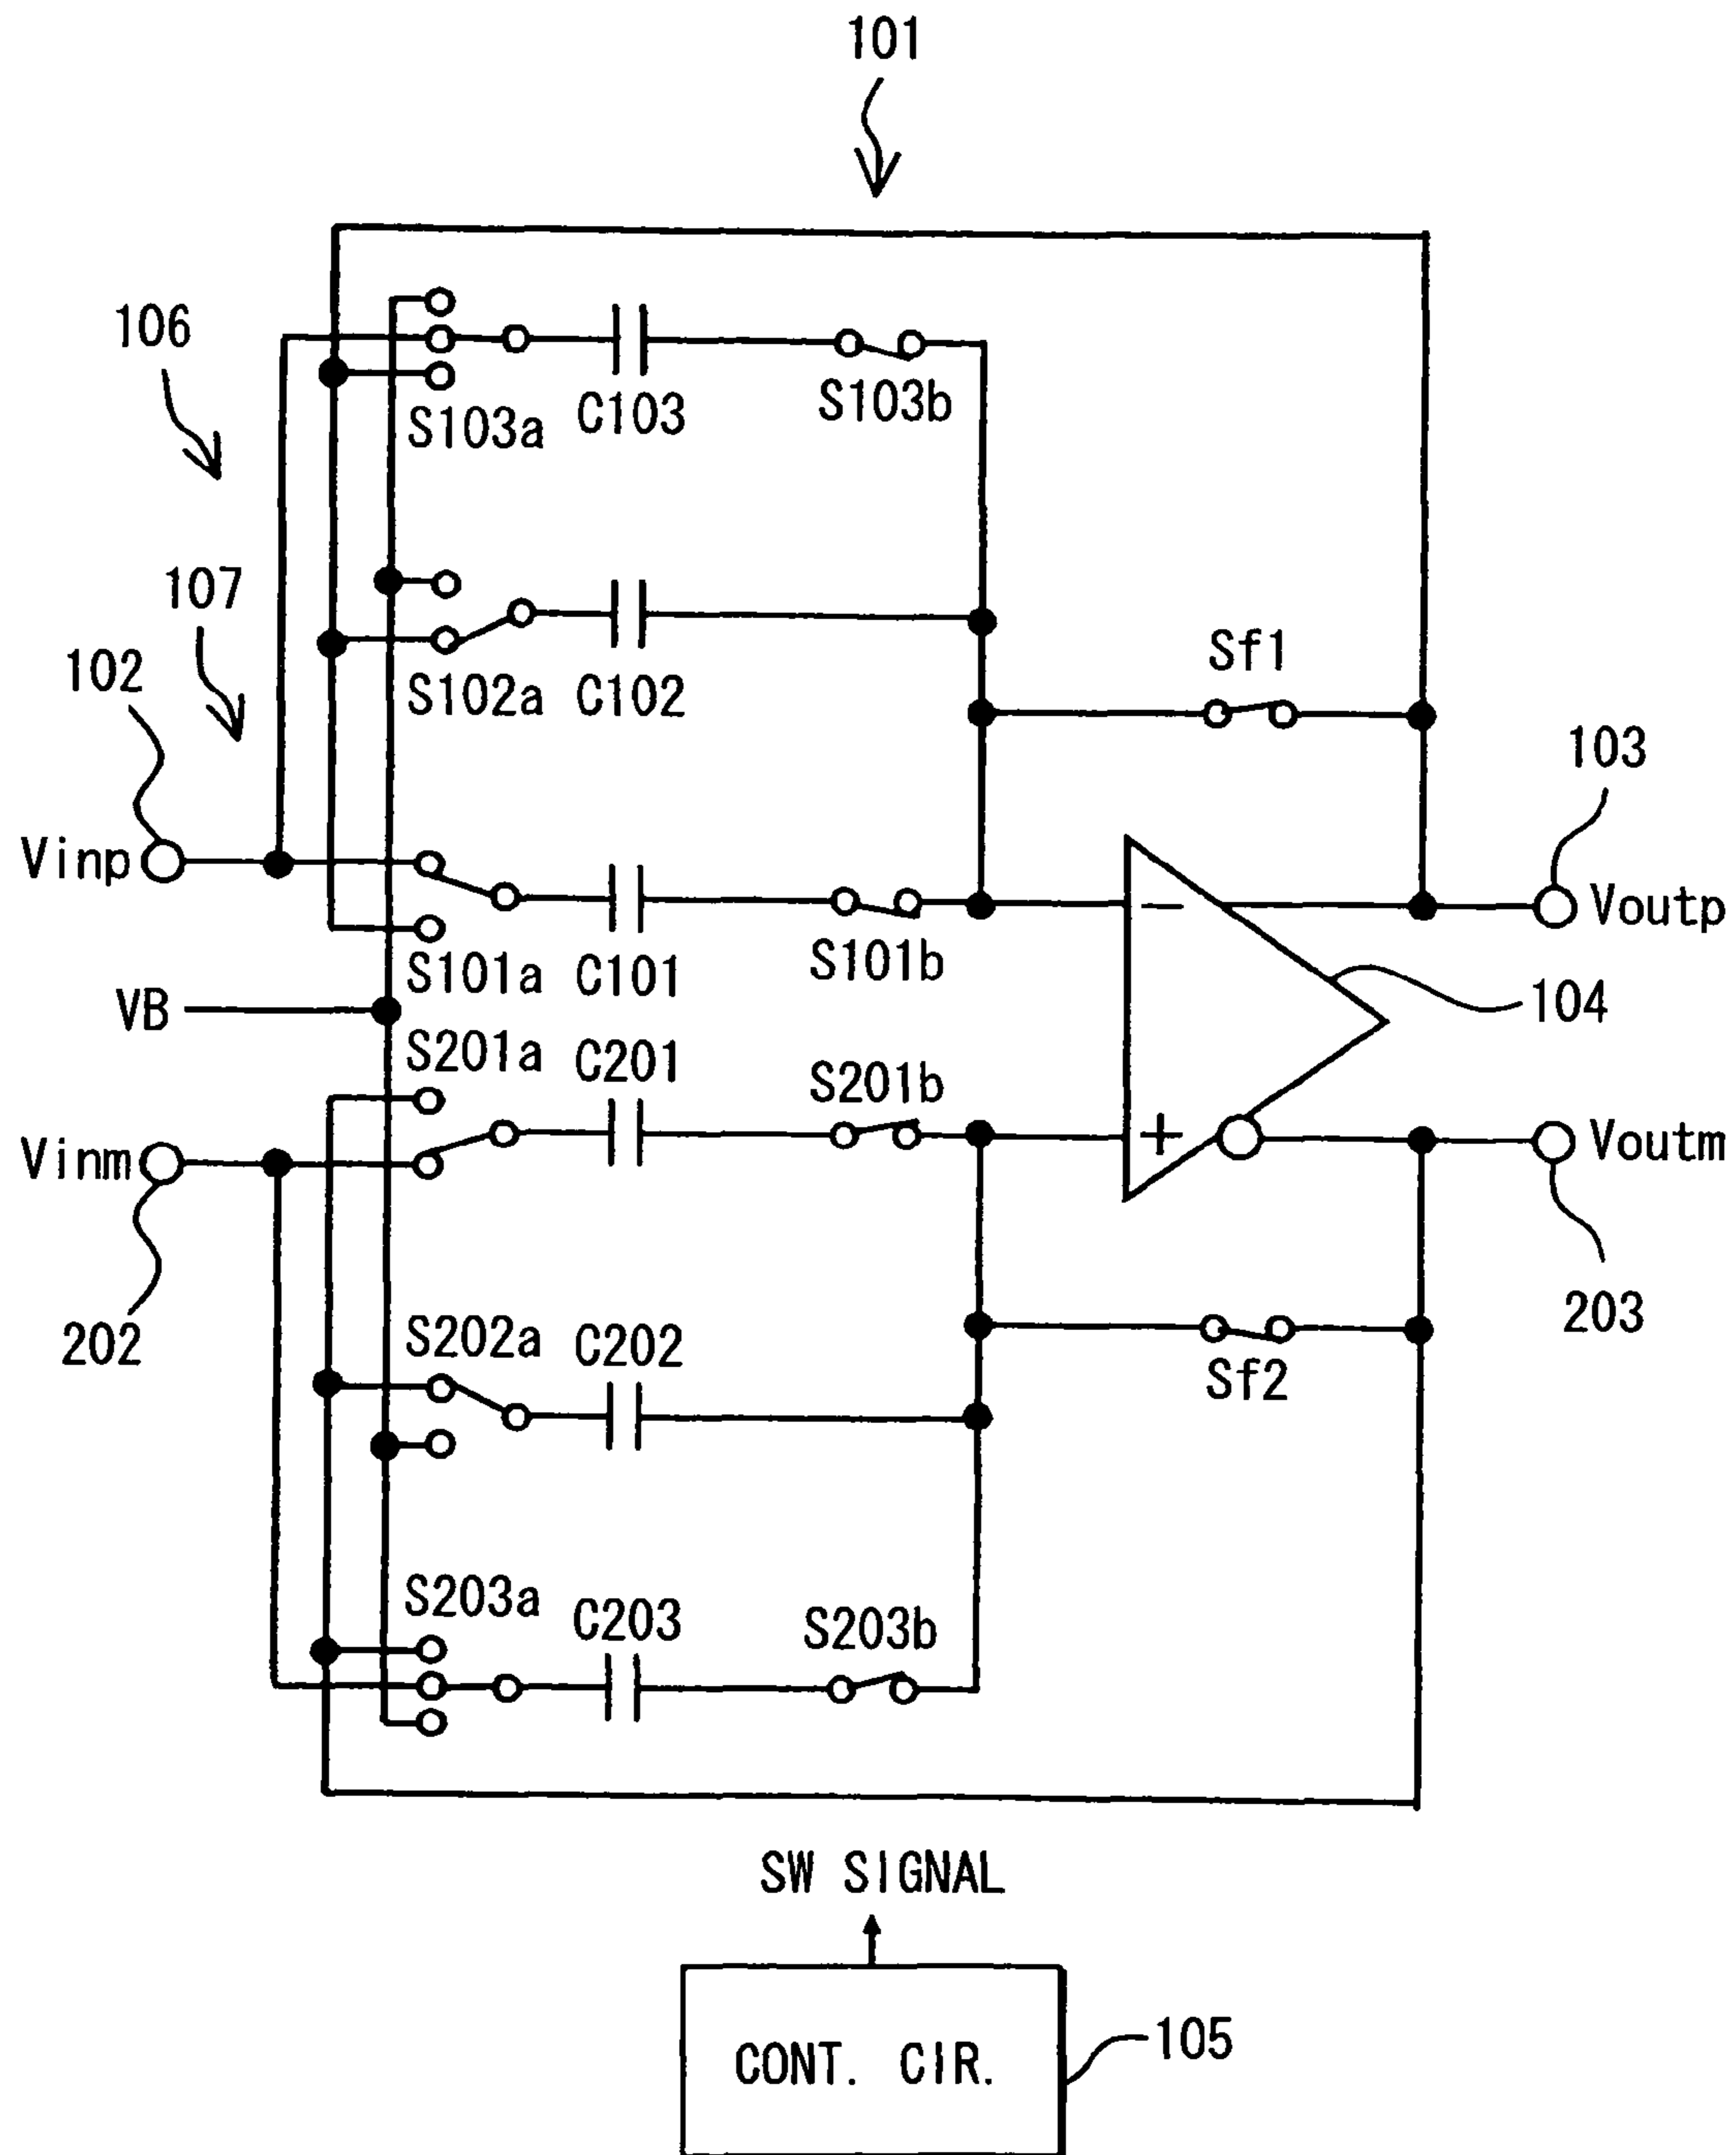 101
106
S103a C103 S103b
107
102
S102a C102
Sf1
103
Vinp
Voutp
S101a C101 S101b
-
104
VB
S201a C201 S201b
+
Vinm
Voutm
202
203
S202a C202
Sf2
S203a C203 S203b
SW SIGNAL
CONT. CIR.
105